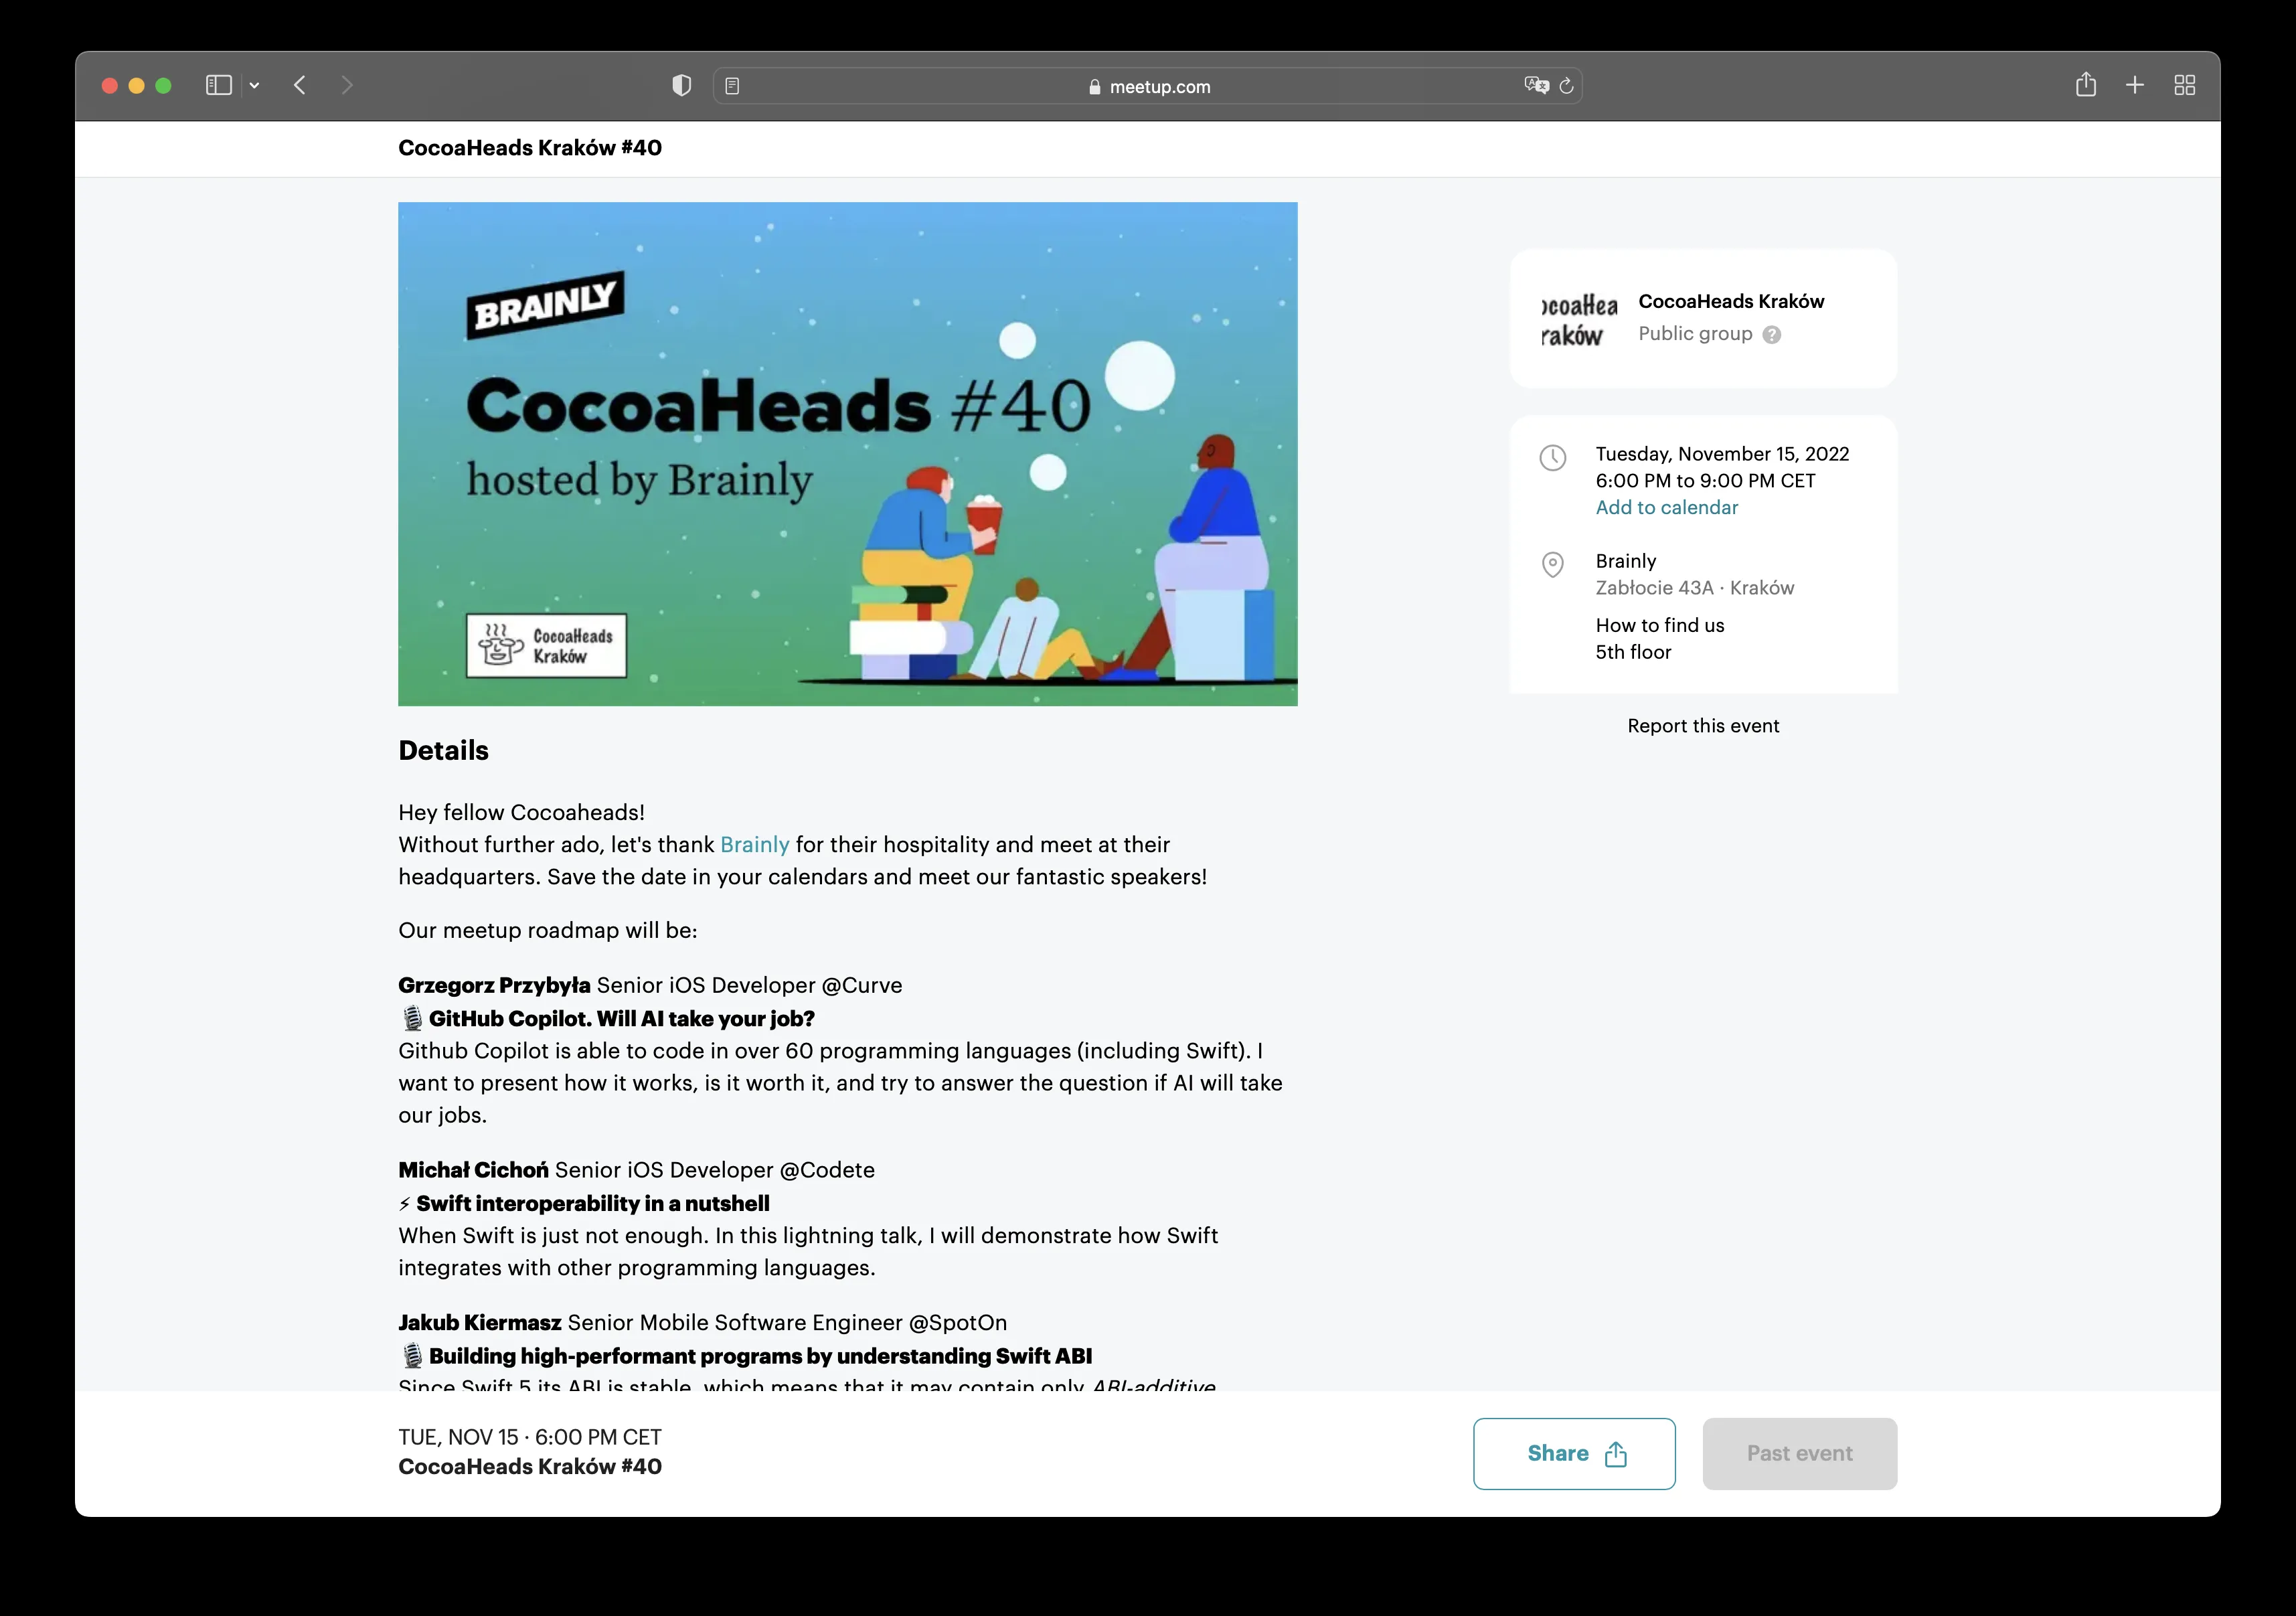 meetup.com
CocoaHeads Kraków #40
BRAINLY
CocoaHeads #40
hosted by Brainly
CocoaHeads
Kraków
ocoaHea
raków
CocoaHeads Kraków
Public group ?
Tuesday, November 15, 2022
6:00 PM to 9:00 PM CET
Add to calendar
Brainly
Zabłocie 43A · Kraków
How to find us
5th floor
Report this event
Details
Hey fellow Cocoaheads!
Without further ado, let's thank Brainly for their hospitality and meet at their
headquarters. Save the date in your calendars and meet our fantastic speakers!
Our meetup roadmap will be:
Grzegorz Przybyła Senior iOS Developer @Curve
🎙️ GitHub Copilot. Will AI take your job?
Github Copilot is able to code in over 60 programming languages (including Swift). I
want to present how it works, is it worth it, and try to answer the question if AI will take
our jobs.
Michał Cichoń Senior iOS Developer @Codete
⚡ Swift interoperability in a nutshell
When Swift is just not enough. In this lightning talk, I will demonstrate how Swift
integrates with other programming languages.
Jakub Kiermasz Senior Mobile Software Engineer @SpotOn
🎙️ Building high-performant programs by understanding Swift ABI
Since Swift 5 its ABI is stable, which means that it may contain only ABI-additive
TUE, NOV 15 · 6:00 PM CET
CocoaHeads Kraków #40
Share
Past event